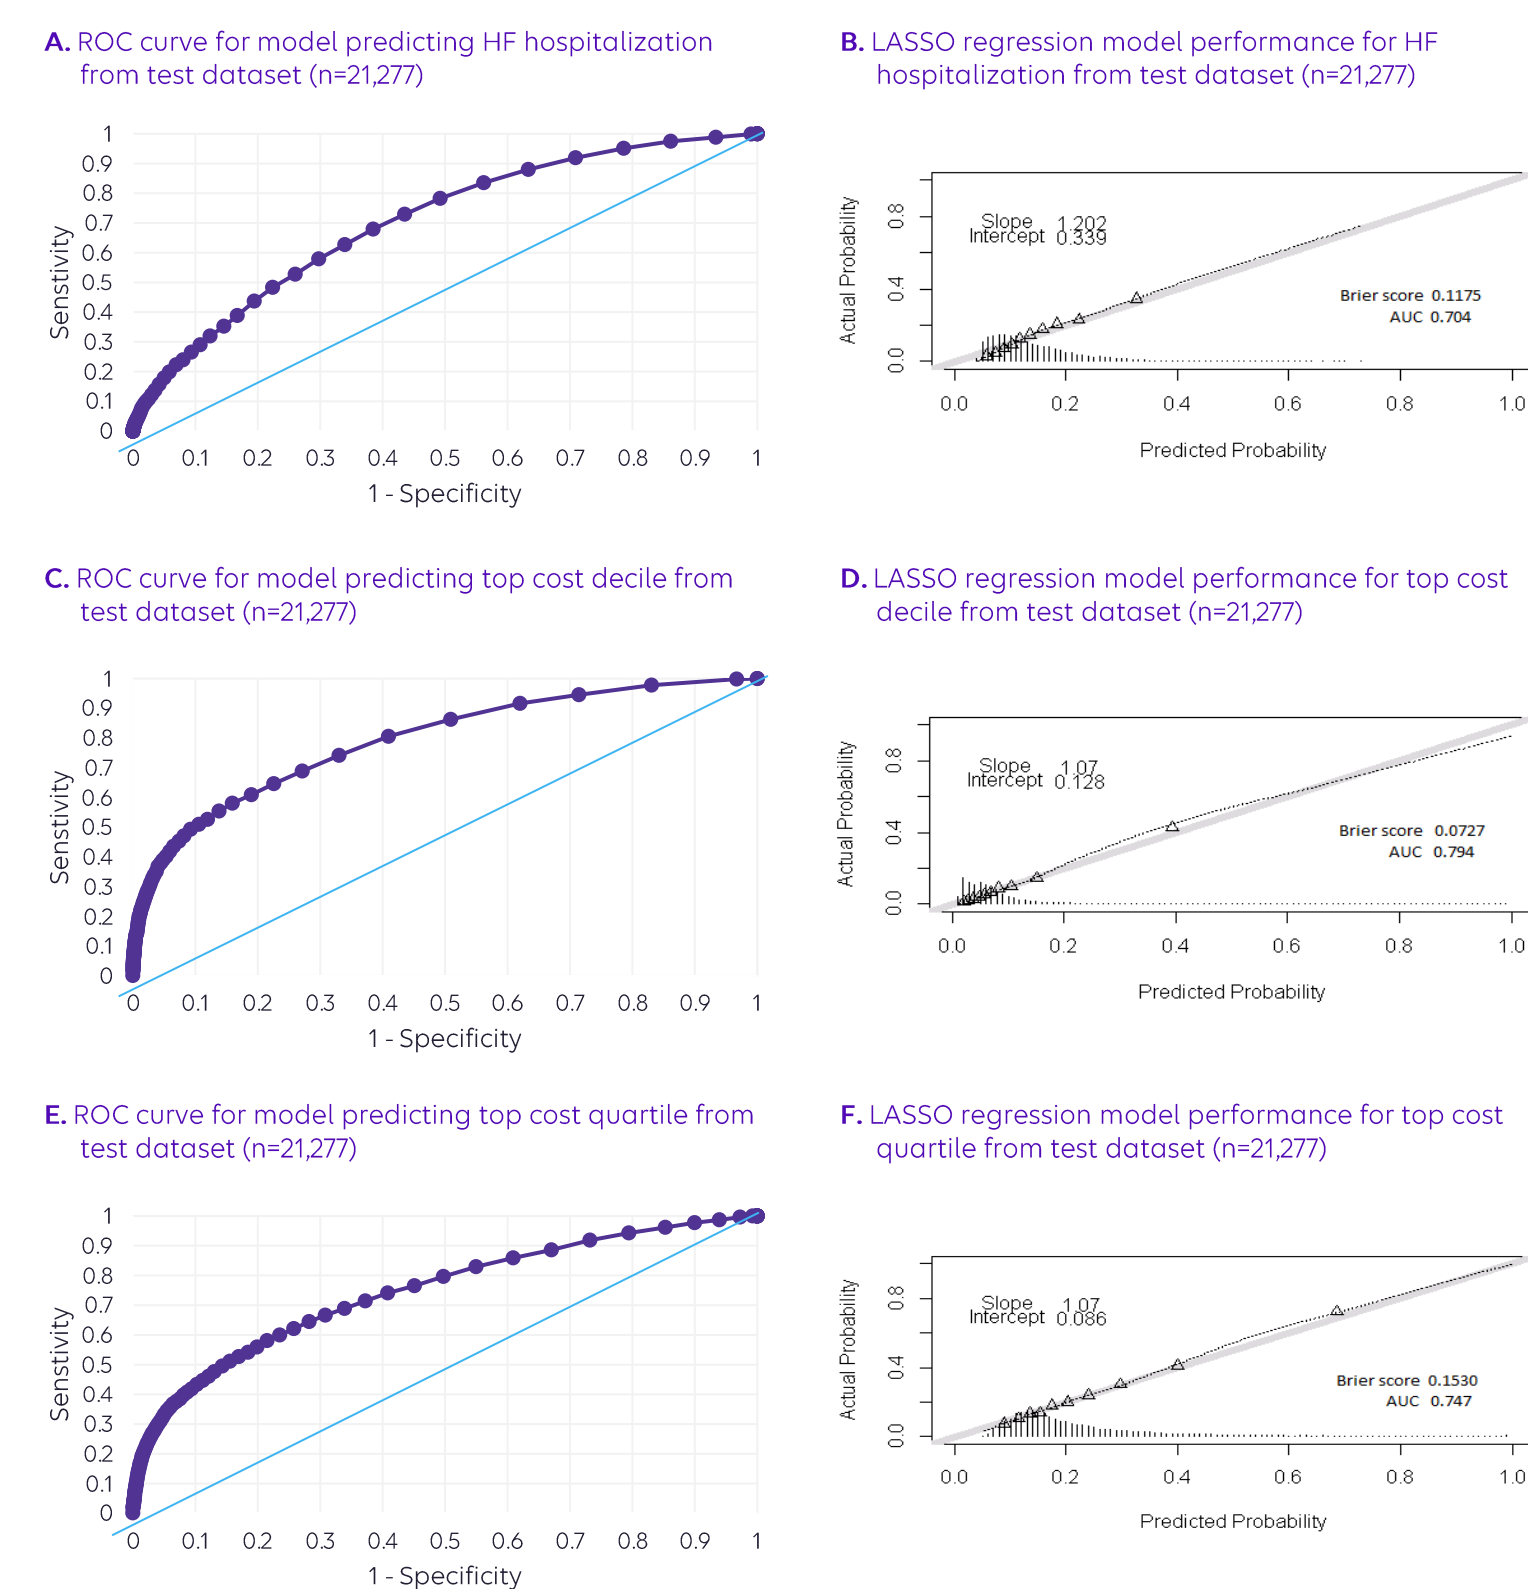 A. ROC curve for model predicting HF hospitalization
from test dataset (n=21,277)
1
0.9
0.8
0.7
0.6
0.5
0.4
0.3
0.2
0.1
0
Senstivity
0 0.1 0.2 0.3 0.4 0.5 0.6 0.7 0.8 0.9 1
1 - Specificity
B. LASSO regression model performance for HF
hospitalization from test dataset (n=21,277)
Actual Probability
0.8
0.4
0.0
Slope 1.202
Intercept 0.339
Brier score 0.1175
AUC 0.704
0.0 0.2 0.4 0.6 0.8 1.0
Predicted Probability
C. ROC curve for model predicting top cost decile from
test dataset (n=21,277)
1
0.9
0.8
0.7
0.6
0.5
0.4
0.3
0.2
0.1
0
Senstivity
0 0.1 0.2 0.3 0.4 0.5 0.6 0.7 0.8 0.9 1
1 - Specificity
D. LASSO regression model performance for top cost
decile from test dataset (n=21,277)
Actual Probability
0.8
0.4
0.0
Slope 1.07
Intercept 0.128
Brier score 0.0727
AUC 0.794
0.0 0.2 0.4 0.6 0.8 1.0
Predicted Probability
E. ROC curve for model predicting top cost quartile from
test dataset (n=21,277)
1
0.9
0.8
0.7
0.6
0.5
0.4
0.3
0.2
0.1
0
Senstivity
0 0.1 0.2 0.3 0.4 0.5 0.6 0.7 0.8 0.9 1
1 - Specificity
F. LASSO regression model performance for top cost
quartile from test dataset (n=21,277)
Actual Probability
0.8
0.4
0.0
Slope 1.07
Intercept 0.086
Brier score 0.1530
AUC 0.747
0.0 0.2 0.4 0.6 0.8 1.0
Predicted Probability